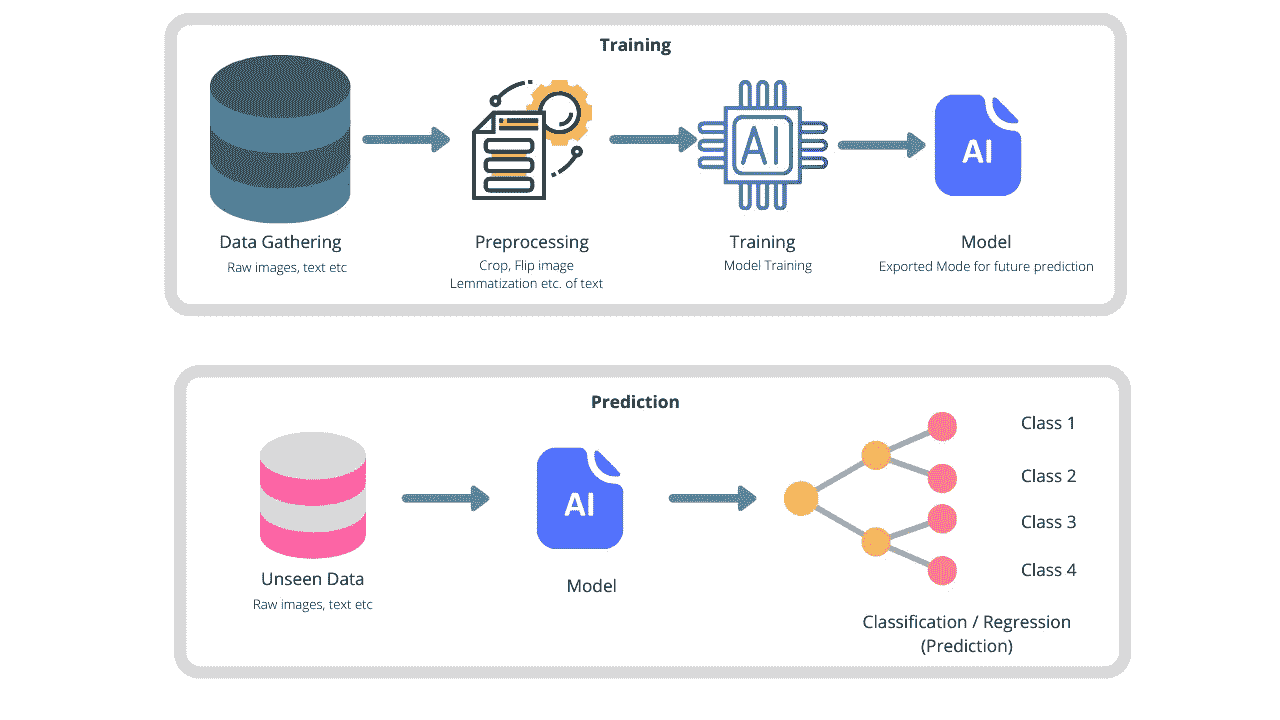 Training
AI
AI
Data Gathering
Raw images, text etc
Preprocessing
Crop, Flip image
Lemmatization etc. of text
Training
Model Training
Model
Exported Mode for future prediction
Prediction
Unseen Data
Raw images, text etc
AI
Model
Class 1
Class 2
Class 3
Class 4
Classification / Regression
(Prediction)